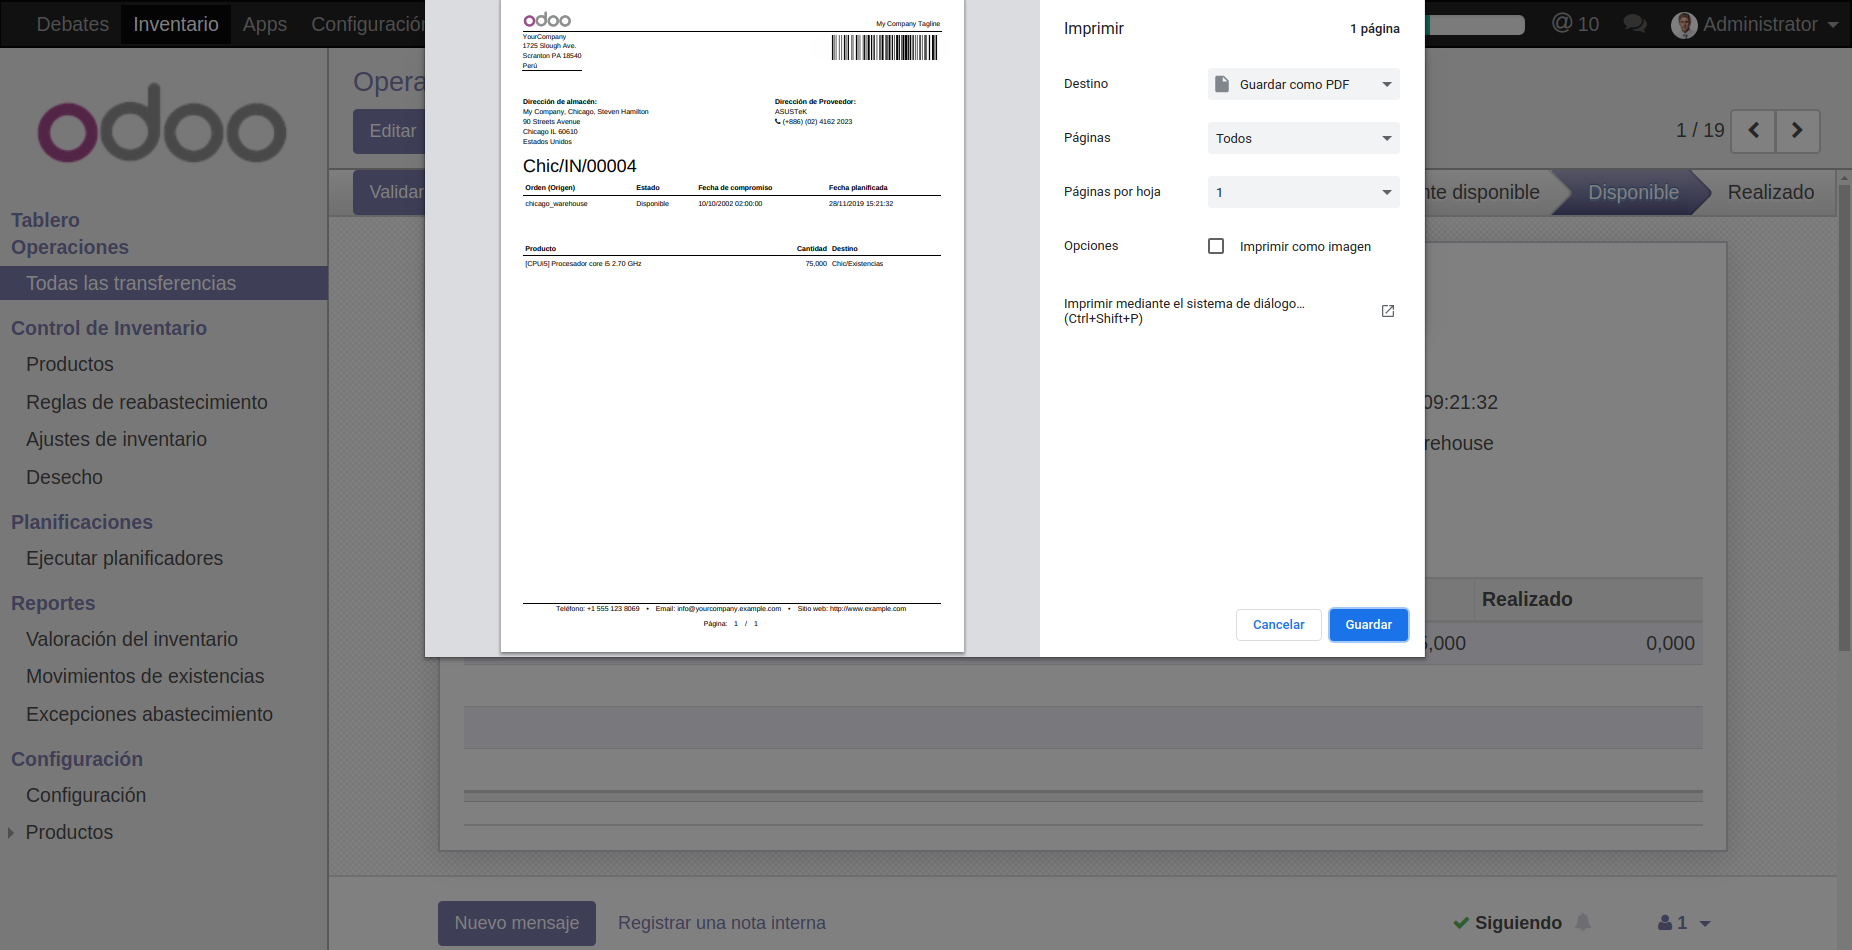 Debates Inventario Apps Configuración
@ 10 Administrator
odoo
Tablero
Operaciones
Todas las transferencias
Control de Inventario
Productos
Reglas de reabastecimiento
Ajustes de inventario
Desecho
Planificaciones
Ejecutar planificadores
Reportes
Valoración del inventario
Movimientos de existencias
Excepciones abastecimiento
Configuración
Configuración
Productos
Opera
Editar
1 / 19
Validar
disponible Disponible Realizado
odoo
My Company Tagline
YourCompany
1725 Slough Ave.
Scranton PA 18540
Perú
Dirección de almacén:
My Company, Chicago, Steven Hamilton
90 Streets Avenue
Chicago IL 60610
Estados Unidos
Dirección de Proveedor:
ASUSTeK
(+886) (02) 4162 2023
Chic/IN/00004
Orden (Origen) Estado Fecha de compromiso Fecha planificada
chicago_warehouse Disponible 10/10/2002 02:00:00 28/11/2019 15:21:32
Producto Cantidad Destino
[CPUi5] Procesador core i5 2.70 GHz 75,000 Chic/Existencias
Teléfono: +1 555 123 8069 • Email: info@yourcompany.example.com • Sitio web: http://www.example.com
Página: 1 / 1
Imprimir 1 página
Destino Guardar como PDF
Páginas Todos
Páginas por hoja 1
Opciones Imprimir como imagen
Imprimir mediante el sistema de diálogo…
(Ctrl+Shift+P)
Cancelar Guardar
09:21:32
rehouse
Realizado
5,000 0,000
Nuevo mensaje Registrar una nota interna
Siguiendo 1